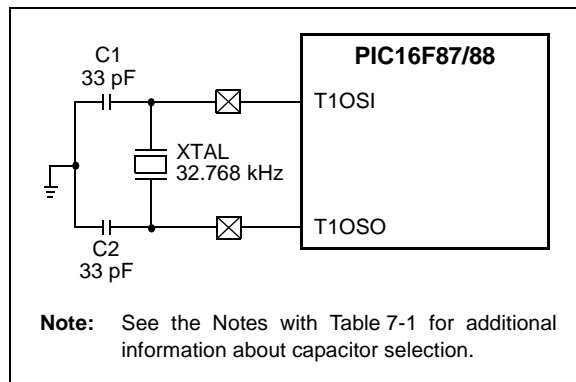 C1
33 pF
PIC16F87/88
T1OSI
XTAL
32.768 kHz
T1OSO
C2
33 pF
Note: See the Notes with Table 7-1 for additional
information about capacitor selection.